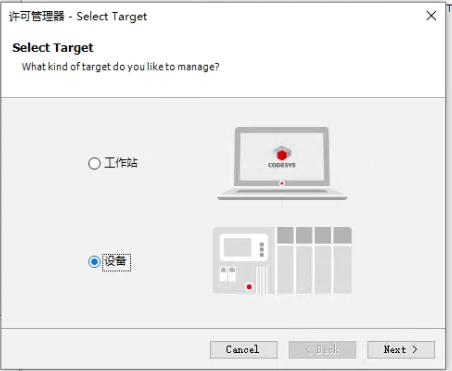 许可管理器 - Select Target
Select Target
What kind of target do you like to manage?
工作站
CODESYS
设备
Cancel
< Back
Next >